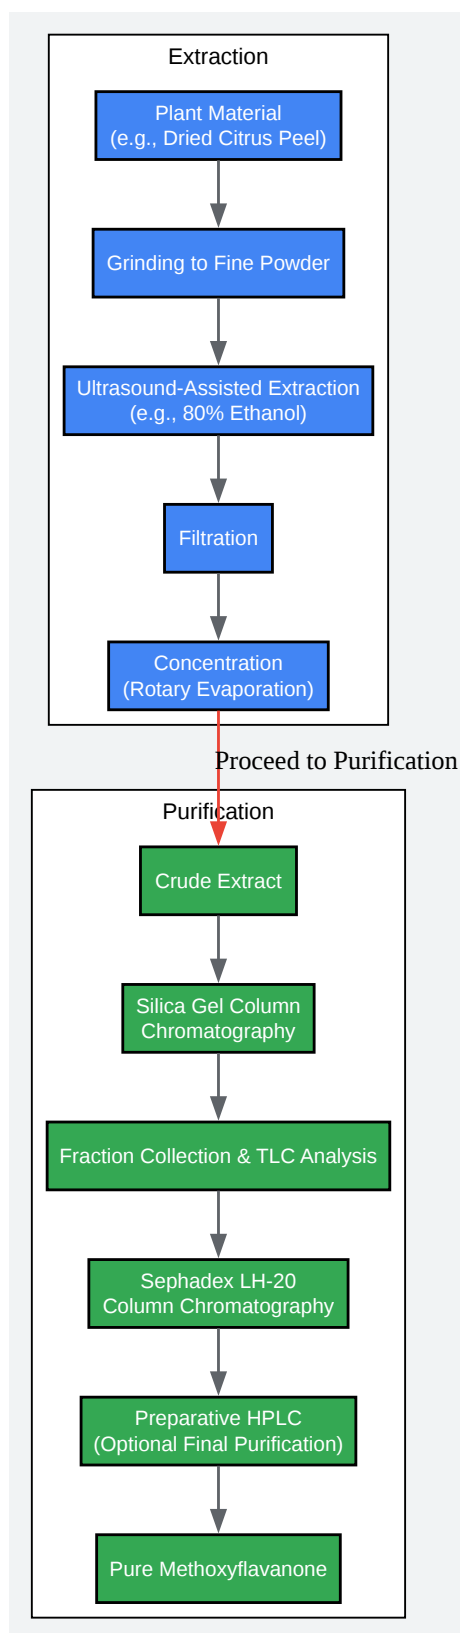 Extraction
Plant Material
(e.g., Dried Citrus Peel)
Grinding to Fine Powder
Ultrasound-Assisted Extraction
(e.g., 80% Ethanol)
Filtration
Concentration
(Rotary Evaporation)
Proceed to Purification
Purification
Crude Extract
Silica Gel Column
Chromatography
Fraction Collection & TLC Analysis
Sephadex LH-20
Column Chromatography
Preparative HPLC
(Optional Final Purification)
Pure Methoxyflavanone